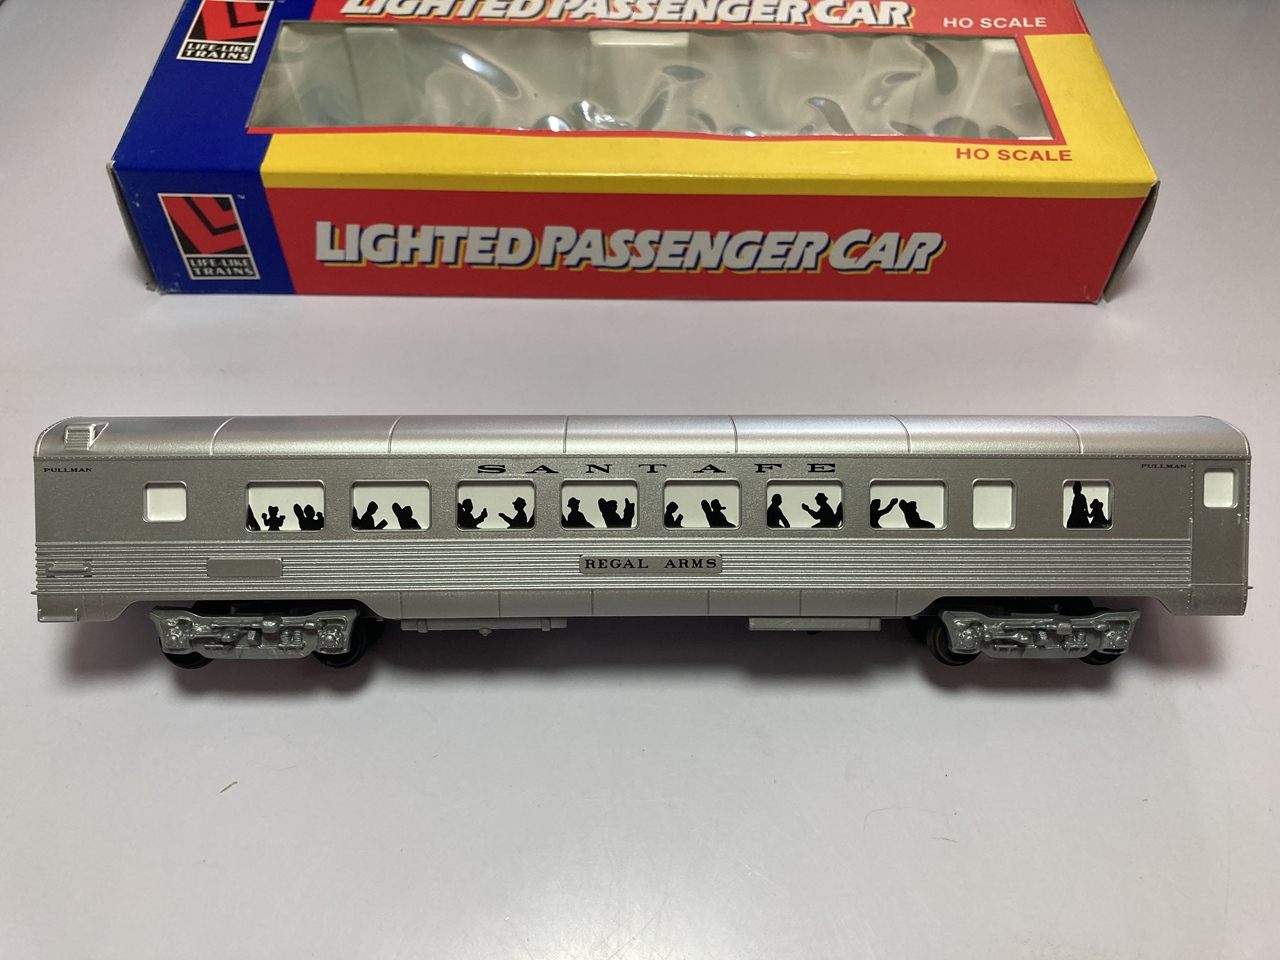 LIGHTED PASSENGER CAR
HO SCALE
LIFE-LIKE
TRAINS
HO SCALE
LIGHTED PASSENGER CAR
LIFE-LIKE
TRAINS
™
PULLMAN
SANTA FE
PULLMAN
REGAL ARMS